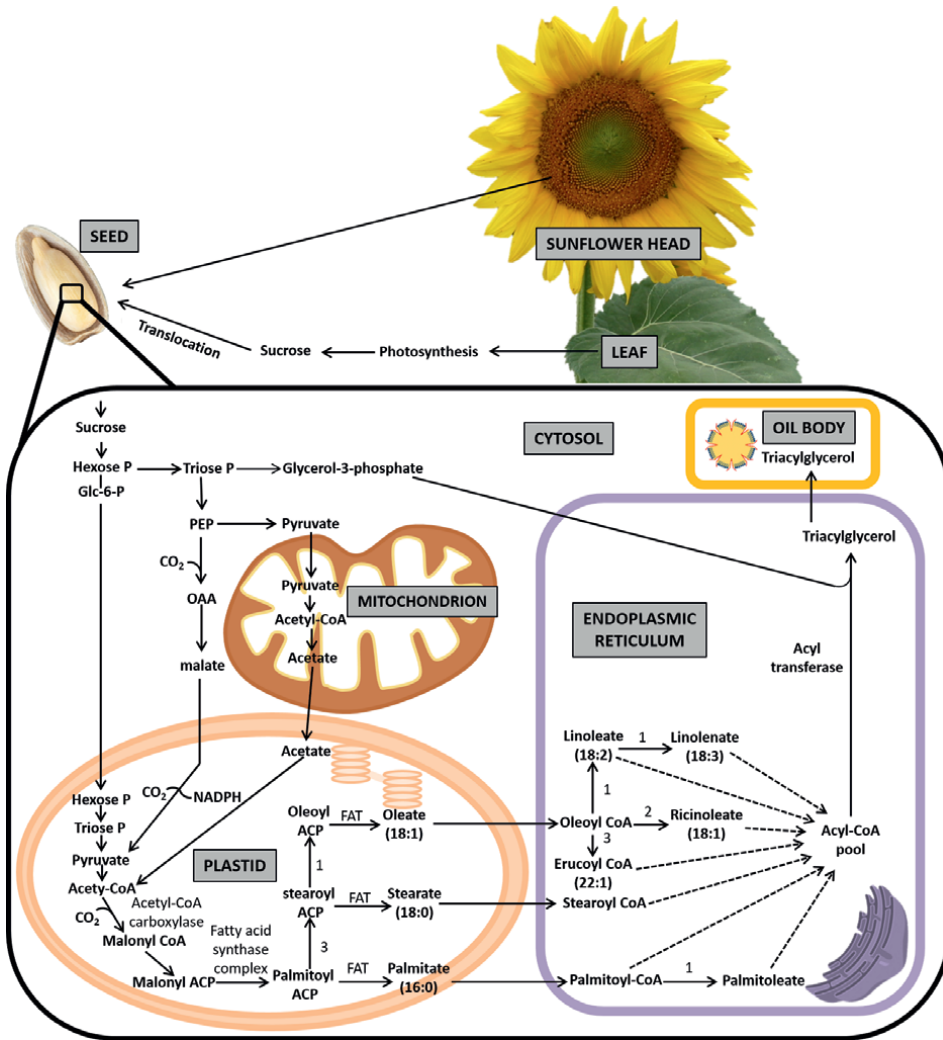 SEED
SUNFLOWER HEAD
Translocation
Sucrose
Photosynthesis
LEAF
Sucrose
CYTOSOL
OIL BODY
Triacylglycerol
Hexose P
Triose P
Glycerol-3-phosphate
Glc-6-P
PEP
Pyruvate
Triacylglycerol
CO2
Pyruvate
MITOCHONDRION
OAA
Acetyl-CoA
ENDOPLASMIC
RETICULUM
malate
Acetate
Acyl
transferase
Acetate
Linoleate
(18:2)
1
Linolenate
(18:3)
Hexose P
CO2
NADPH
Triose P
Oleoyl
ACP
FAT
Oleate
(18:1)
1
Oleoyl CoA
2
Ricinoleate
(18:1)
Acyl-CoA
pool
3
Pyruvate
PLASTID
1
Erucoyl CoA
(22:1)
Acety-CoA
stearoyl
ACP
FAT
Stearate
(18:0)
Stearoyl CoA
CO2
Acetyl-CoA
carboxylase
Malonyl CoA
Fatty acid
synthase
complex
3
Malonyl ACP
Palmitoyl
ACP
FAT
Palmitate
(16:0)
Palmitoyl-CoA
1
Palmitoleate